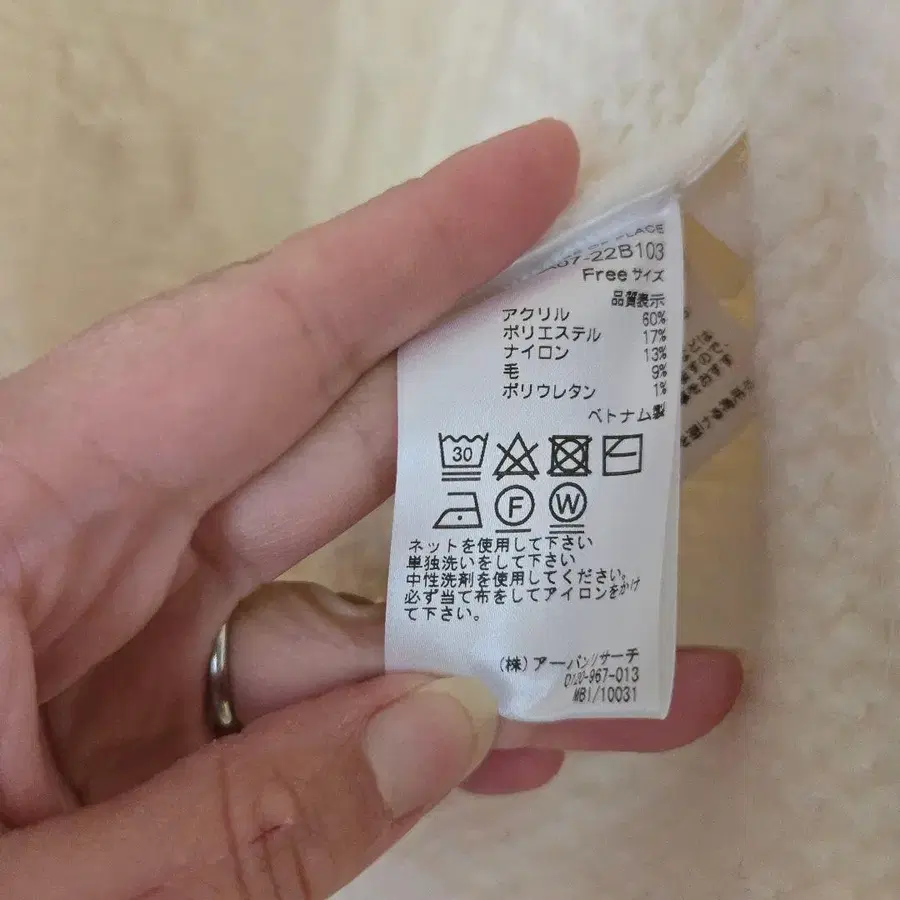 PLACE
07-22B103
Freeサイズ
品質表示
アクリル 60%
ポリエステル 17%
ナイロン 13%
毛 9%
ポリウレタン 1%
ベトナム製
30
F W
ネットを使用して下さい
単独洗いをして下さい
中性洗剤を使用してください。
必ず当て布をしてアイロンをかけ
て下さい。
(株)アーバンリサーチ
0120-967-013
MBI/10031